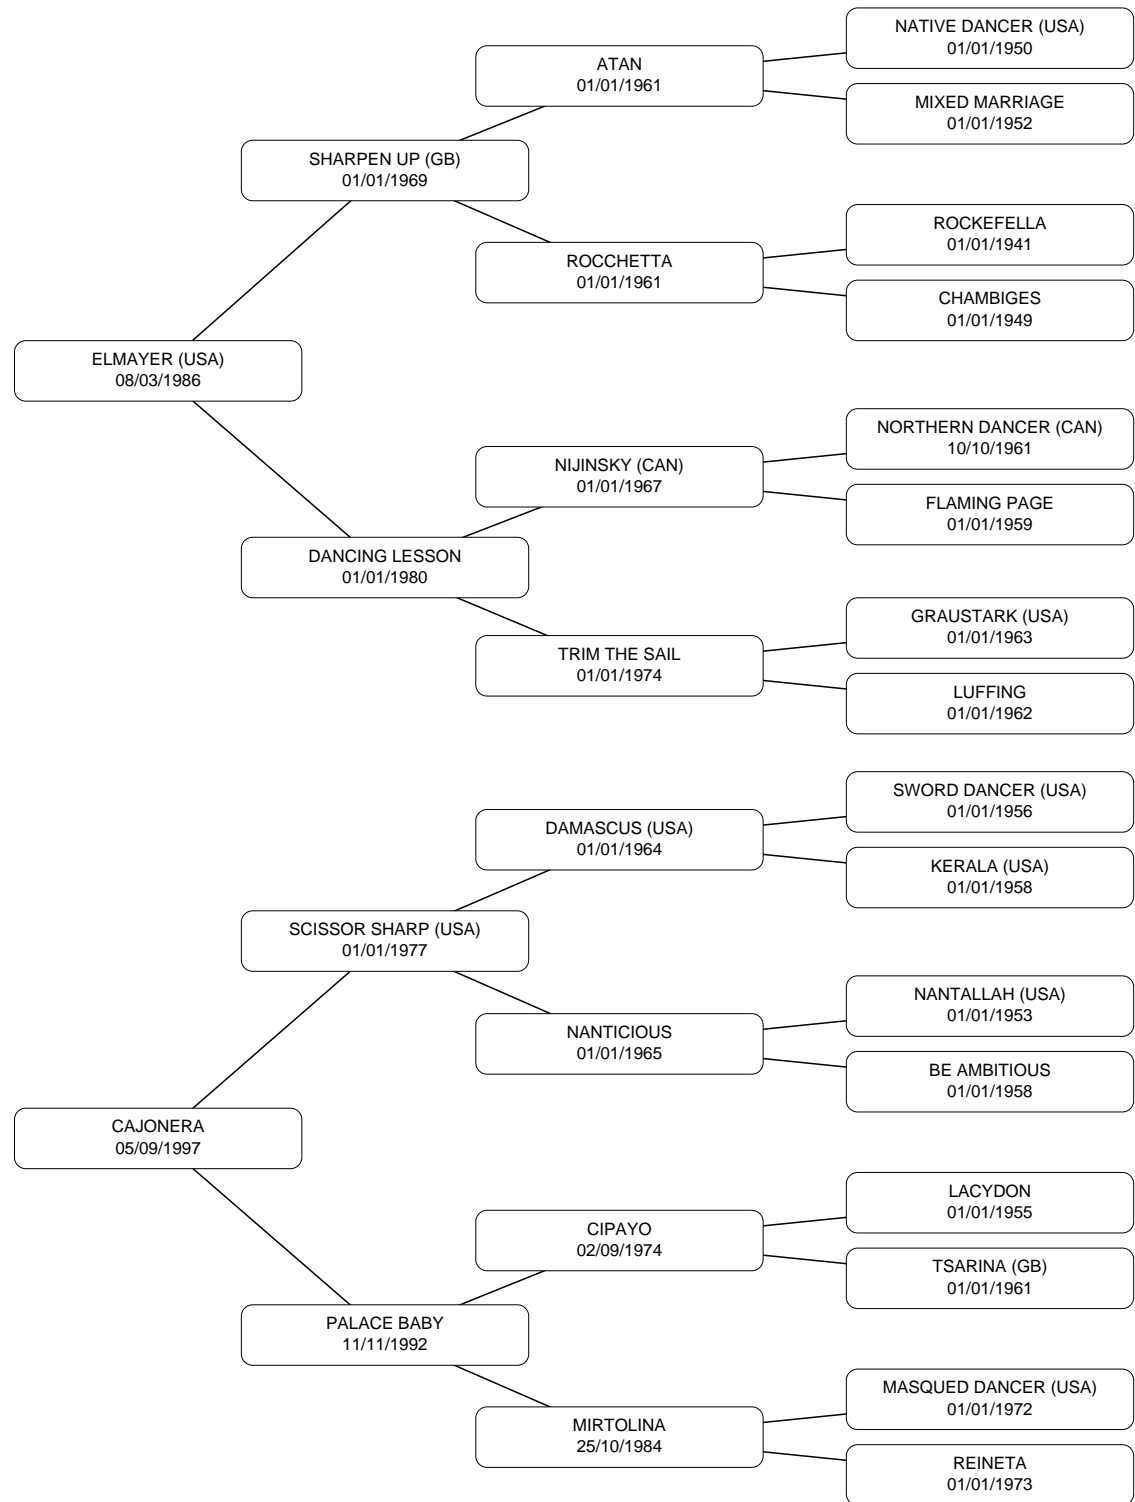 NATIVE DANCER (USA)
01/01/1950
ATAN
01/01/1961
MIXED MARRIAGE
01/01/1952
SHARPEN UP (GB)
01/01/1969
ROCKEFELLA
01/01/1941
ROCCHETTA
01/01/1961
CHAMBIGES
01/01/1949
ELMAYER (USA)
08/03/1986
NORTHERN DANCER (CAN)
10/10/1961
NIJINSKY (CAN)
01/01/1967
FLAMING PAGE
01/01/1959
DANCING LESSON
01/01/1980
GRAUSTARK (USA)
01/01/1963
TRIM THE SAIL
01/01/1974
LUFFING
01/01/1962
SWORD DANCER (USA)
01/01/1956
DAMASCUS (USA)
01/01/1964
KERALA (USA)
01/01/1958
SCISSOR SHARP (USA)
01/01/1977
NANTALLAH (USA)
01/01/1953
NANTICIOUS
01/01/1965
BE AMBITIOUS
01/01/1958
CAJONERA
05/09/1997
LACYDON
01/01/1955
CIPAYO
02/09/1974
TSARINA (GB)
01/01/1961
PALACE BABY
11/11/1992
MASQUED DANCER (USA)
01/01/1972
MIRTOLINA
25/10/1984
REINETA
01/01/1973